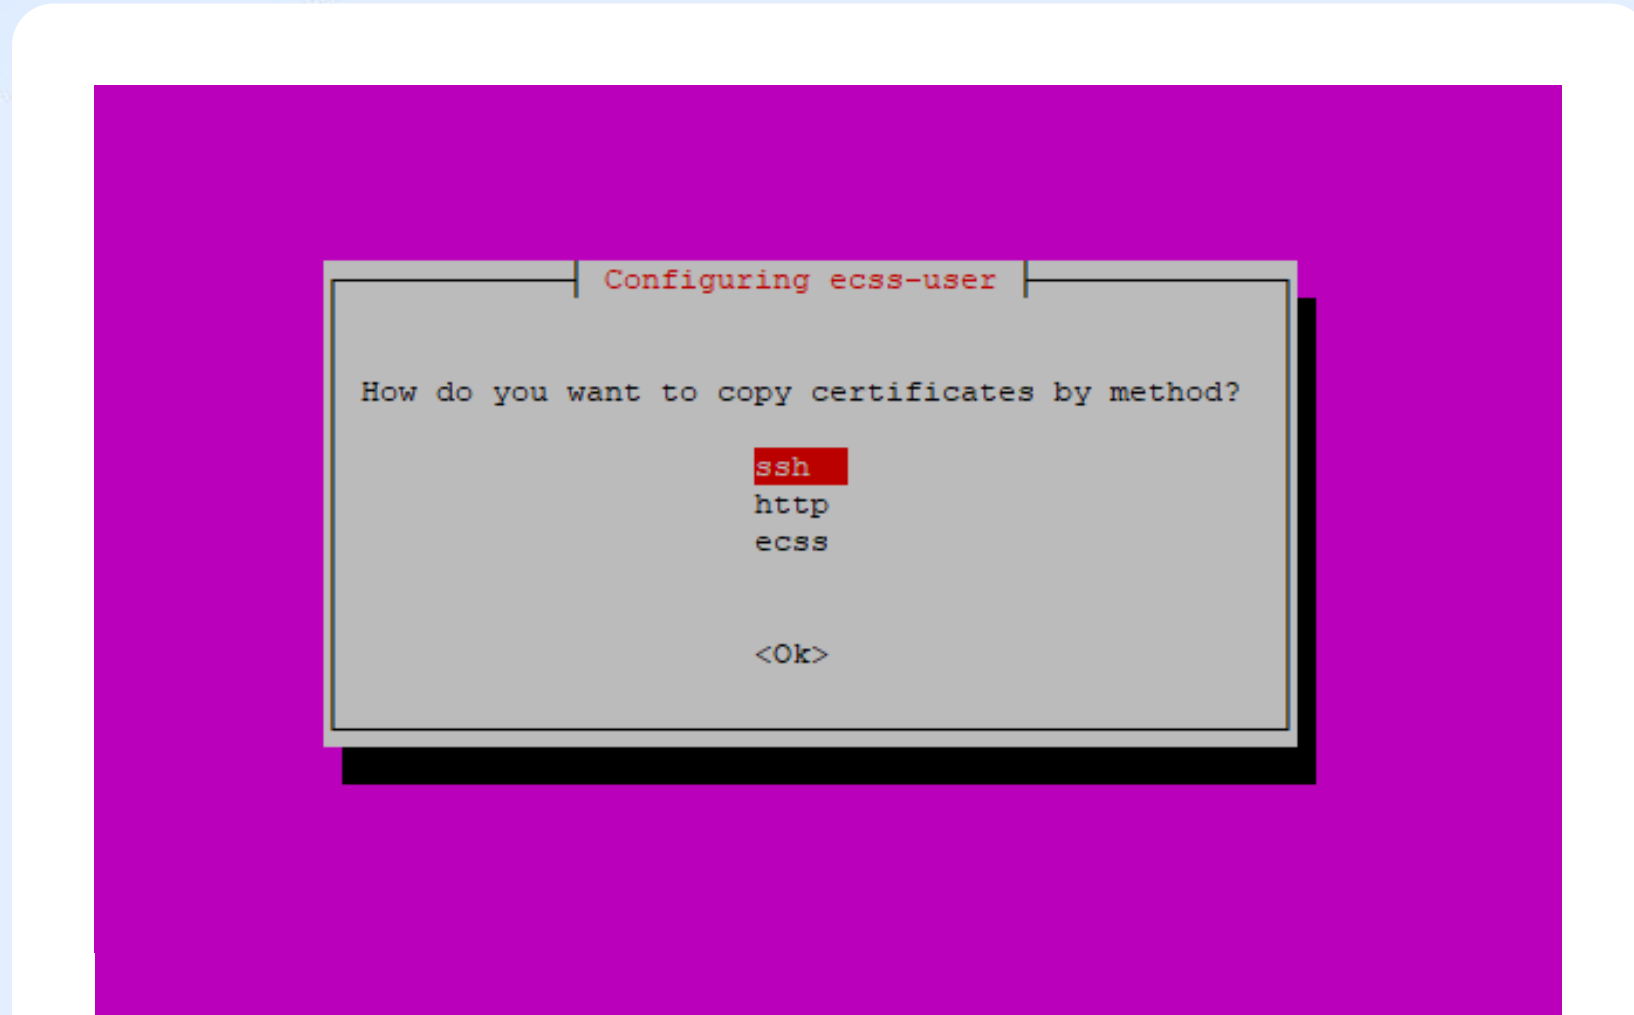 Configuring ecss-user
How do you want to copy certificates by method?
ssh
http
ecss
<Ok>